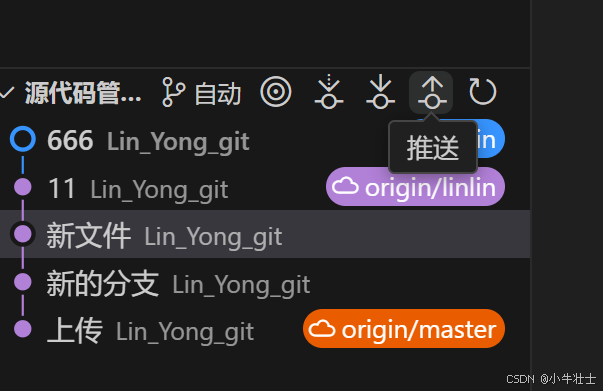 源代码管... 自动
666 Lin_Yong_git in
推送
11 Lin_Yong_git origin/linlin
新文件 Lin_Yong_git
新的分支 Lin_Yong_git
上传 Lin_Yong_git origin/master
CSDN @小牛壮士